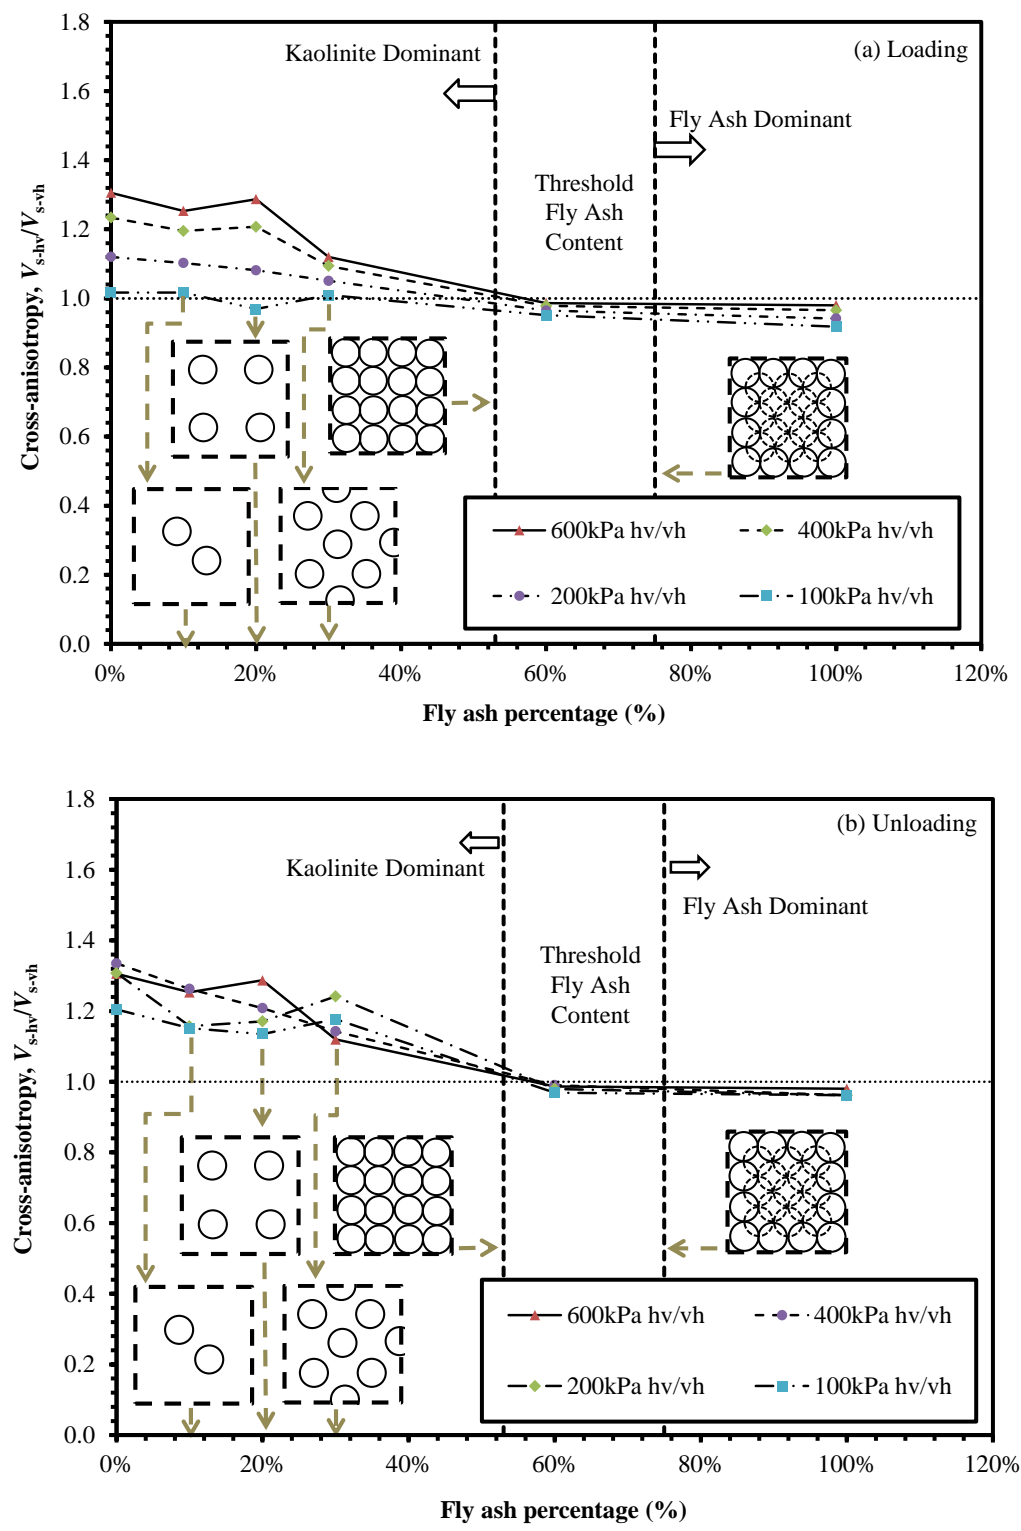 1.8
1.6
1.4
1.2
1.0
0.8
0.6
0.4
0.2
0.0
Cross-anisotropy, Vs-hv/Vs-vh
(a) Loading
Kaolinite Dominant
Fly Ash Dominant
Threshold
Fly Ash
Content
600kPa hv/vh
400kPa hv/vh
200kPa hv/vh
100kPa hv/vh
0% 20% 40% 60% 80% 100% 120%
Fly ash percentage (%)
1.8
1.6
1.4
1.2
1.0
0.8
0.6
0.4
0.2
0.0
Cross-anisotropy, Vs-hv/Vs-vh
(b) Unloading
Kaolinite Dominant
Fly Ash Dominant
Threshold
Fly Ash
Content
600kPa hv/vh
400kPa hv/vh
200kPa hv/vh
100kPa hv/vh
0% 20% 40% 60% 80% 100% 120%
Fly ash percentage (%)